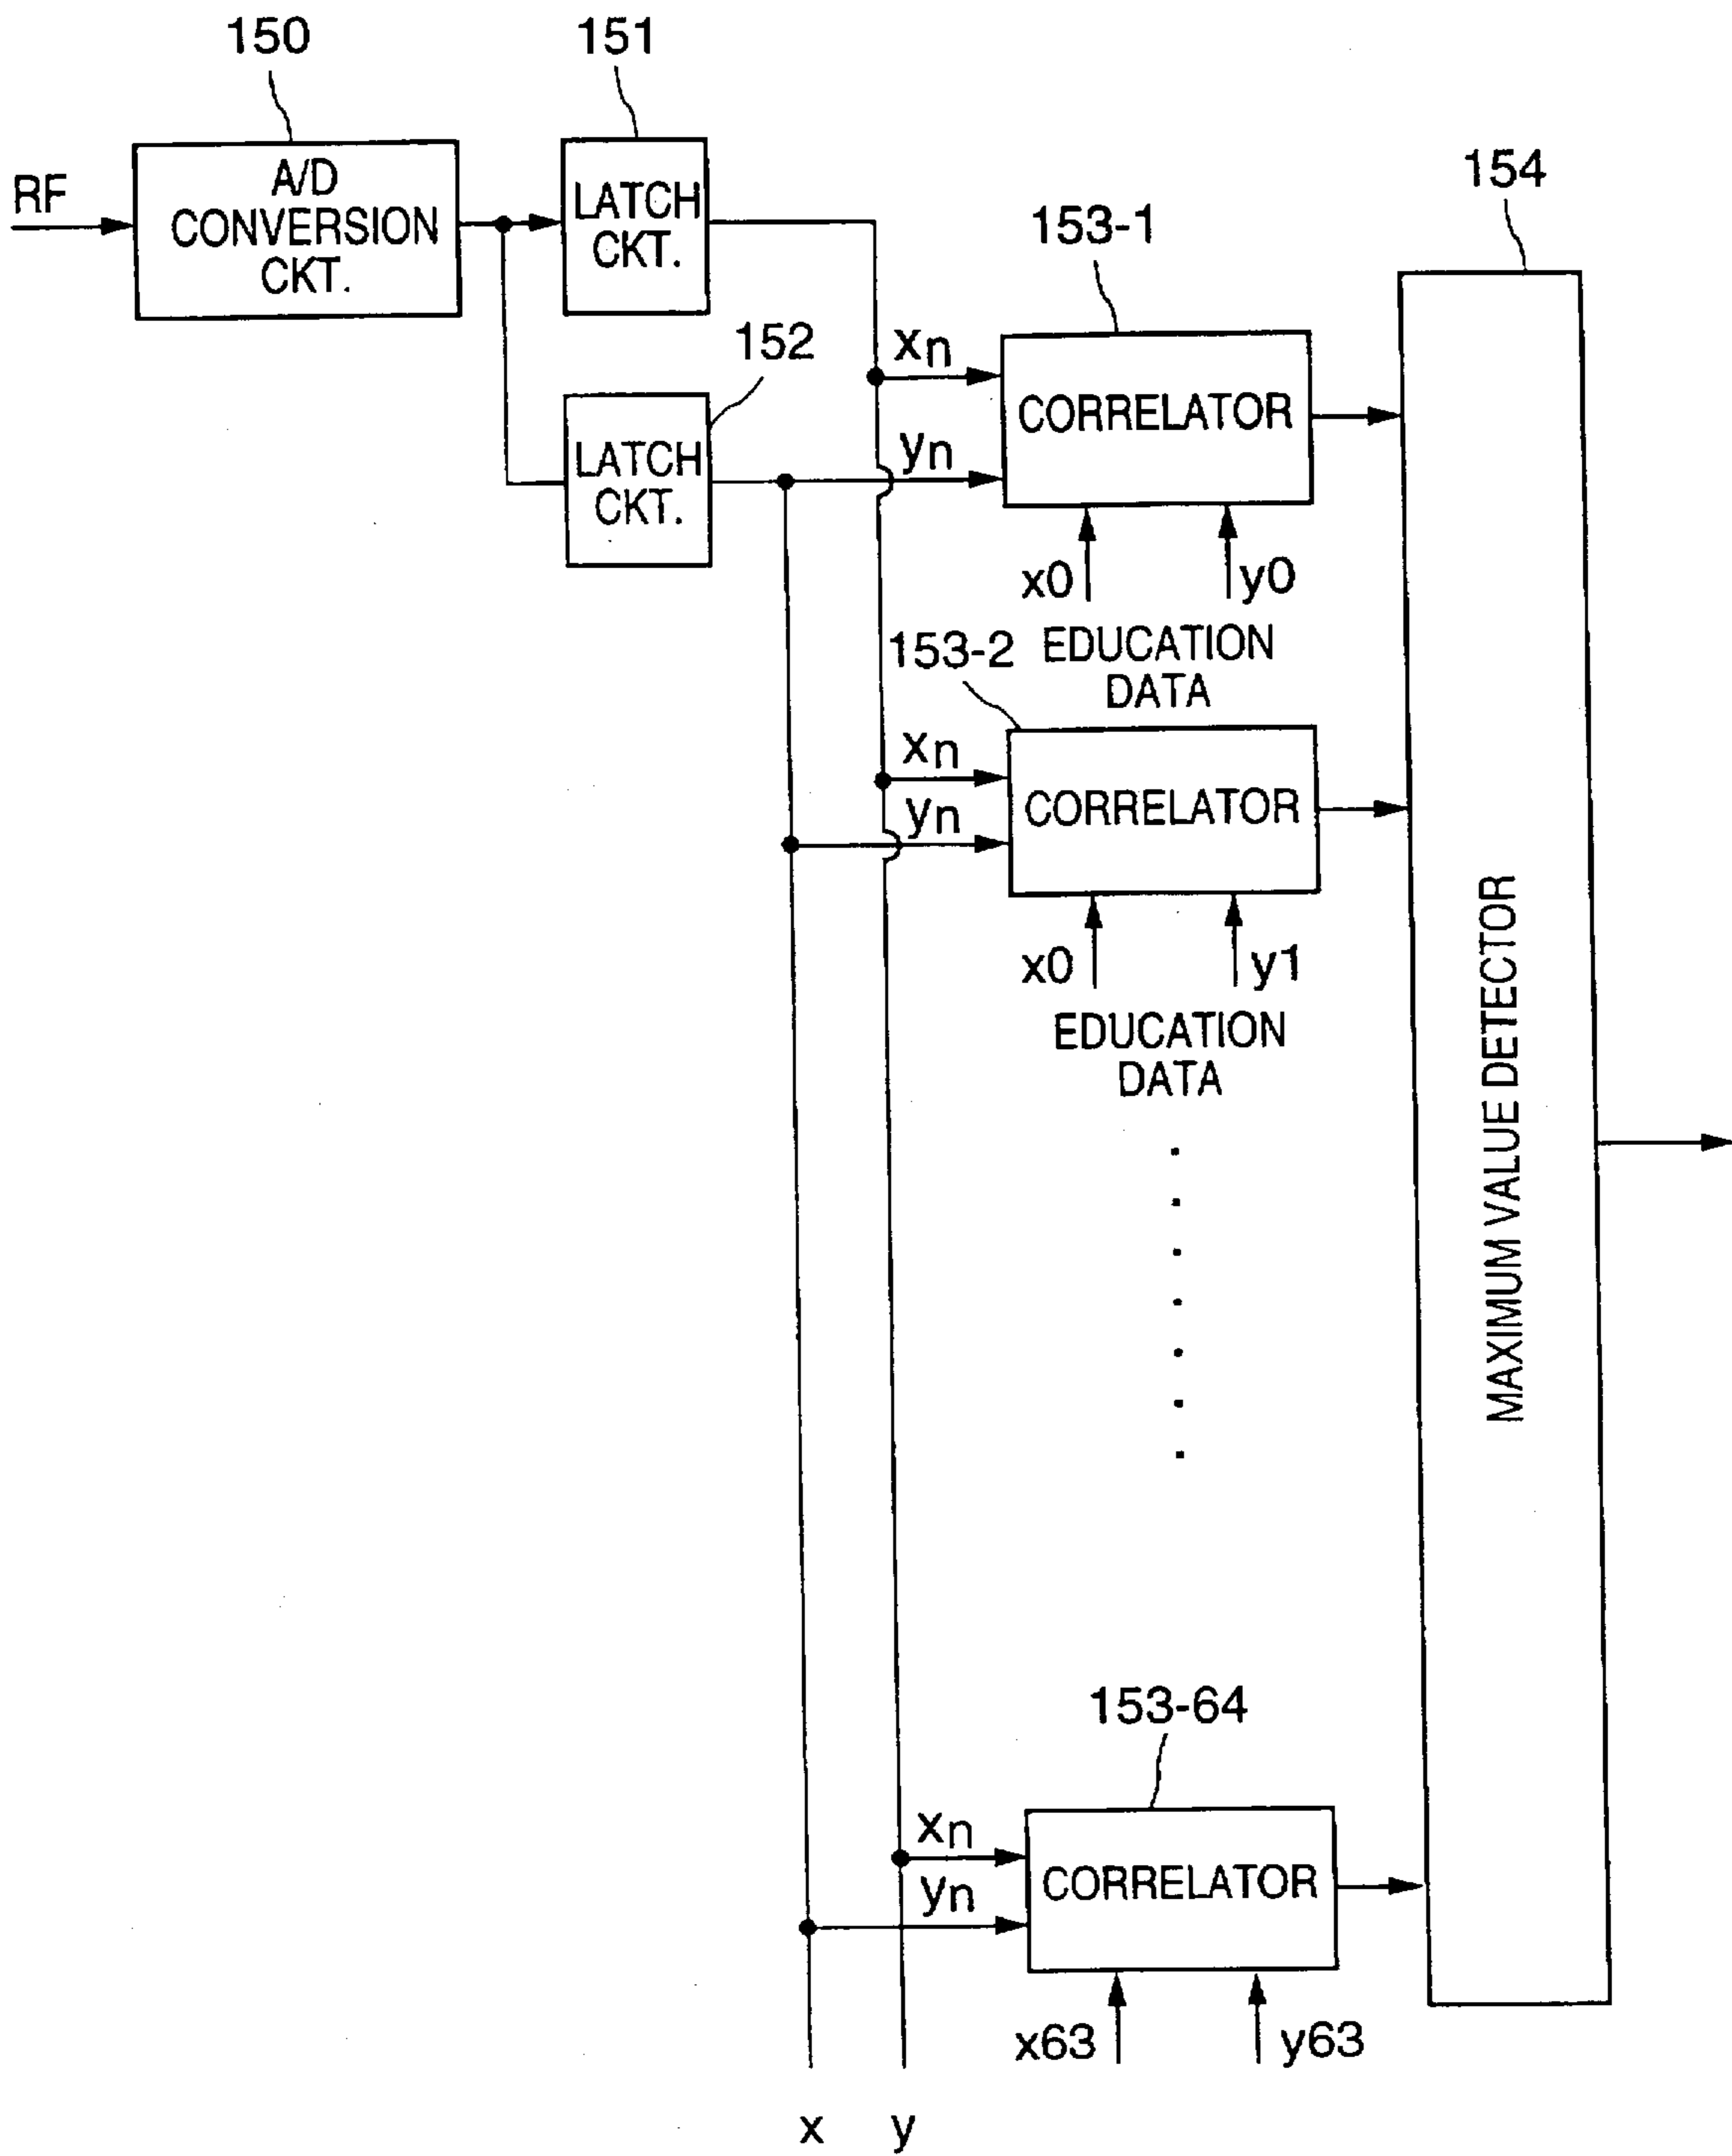 150
151
RF
A/D
CONVERSION
CKT.
LATCH
CKT.
154
153-1
152
xn
CORRELATOR
yn
LATCH
CKT.
x0
y0
EDUCATION
DATA
153-2
xn
CORRELATOR
yn
x0
y1
EDUCATION
DATA
MAXIMUM VALUE DETECTOR
153-64
xn
CORRELATOR
yn
x63
y63
x
y